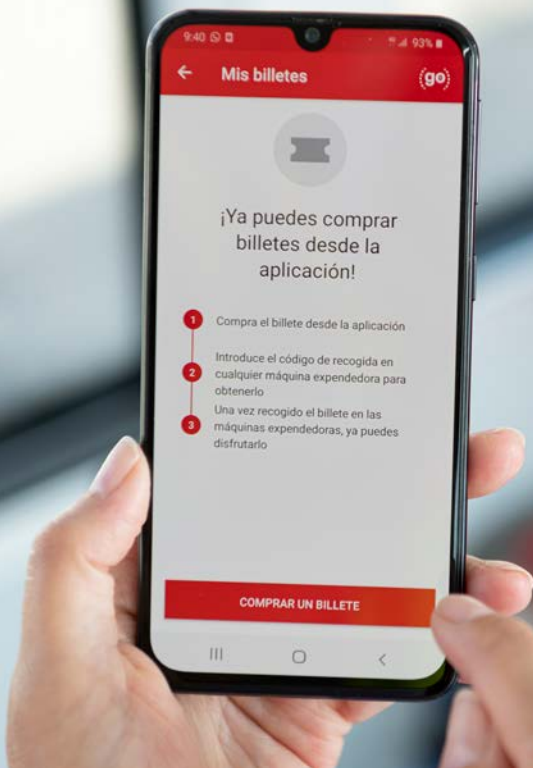 9:40
93%
Mis billetes
(go)
¡Ya puedes comprar
billetes desde la
aplicación!
1 Compra el billete desde la aplicación
2 Introduce el código de recogida en
cualquier máquina expendedora para
obtenerlo
3 Una vez recogido el billete en las
máquinas expendedoras, ya puedes
disfrutarlo
COMPRAR UN BILLETE